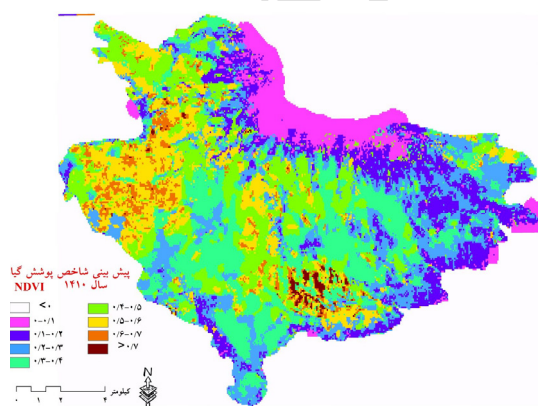 پیش بینی شاخص پوشش گیا
NDVI سال ۱۴۱۰
<۰
۰-۰/۱
۰/۱-۰/۲
۰/۲-۰/۳
۰/۳-۰/۴
۰/۴-۰/۵
۰/۵-۰/۶
۰/۶-۰/۷
>۰/۷
N
کیلومتر
۰ ۱ ۲ ۴